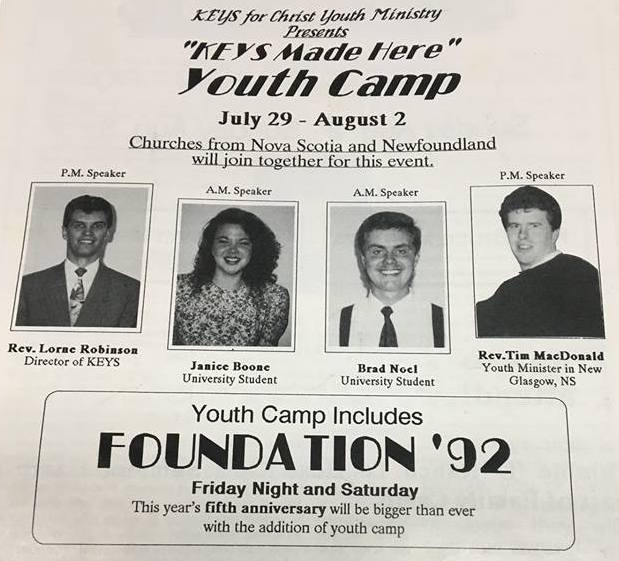 KEYS for Christ Youth Ministry
Presents
"KEYS Made Here"
Youth Camp
July 29 - August 2
Churches from Nova Scotia and Newfoundland
will join together for this event.
P.M. Speaker
A.M. Speaker
A.M. Speaker
P.M. Speaker
Rev. Lorne Robinson
Director of KEYS
Janice Boone
University Student
Brad Noel
University Student
Rev.Tim MacDonald
Youth Minister in New
Glasgow, NS
Youth Camp Includes
FOUNDATION '92
Friday Night and Saturday
This year's fifth anniversary will be bigger than ever
with the addition of youth camp